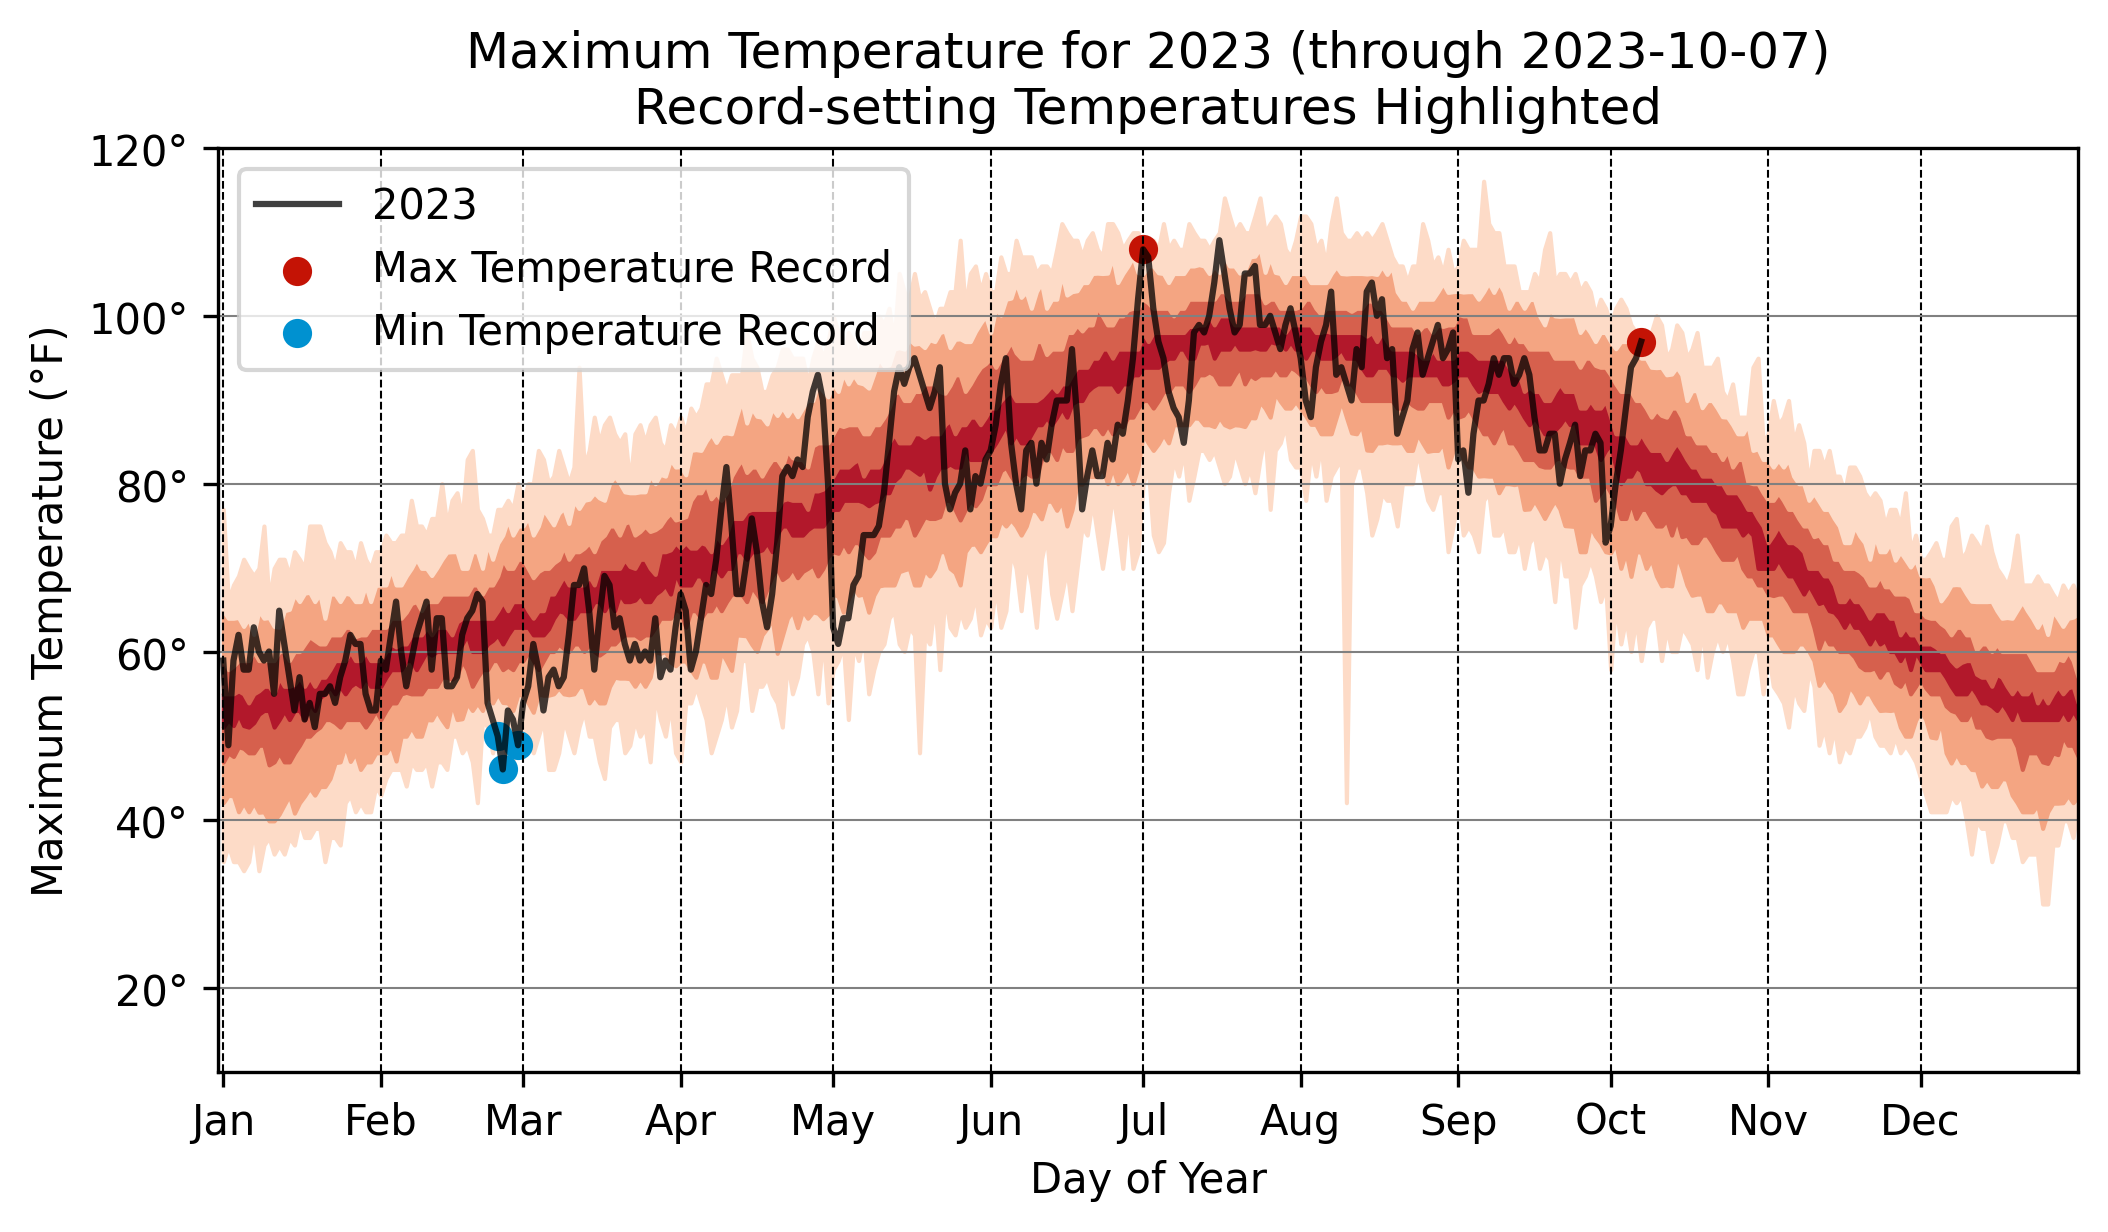 Maximum Temperature for 2023 (through 2023-10-07)
Record-setting Temperatures Highlighted
120°
100°
80°
60°
40°
20°
Maximum Temperature (°F)
2023
Max Temperature Record
Min Temperature Record
Jan Feb Mar Apr May Jun Jul Aug Sep Oct Nov Dec
Day of Year